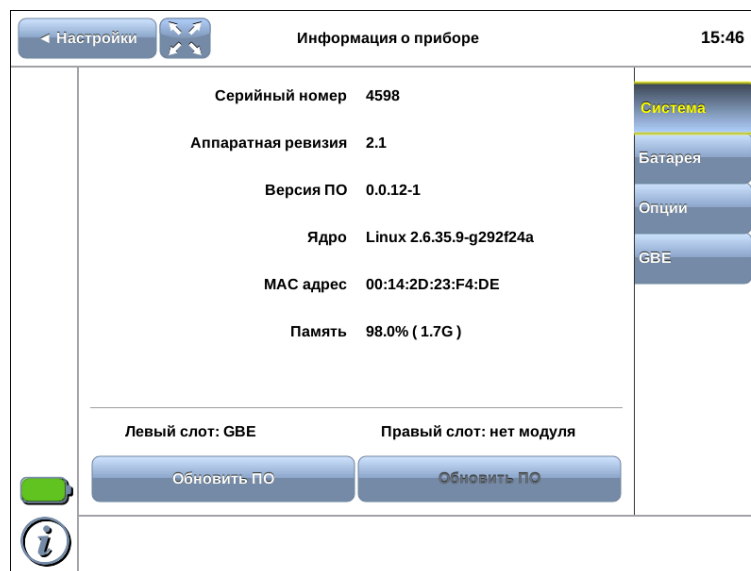 ◄ Настройки
Информация о приборе
15:46
Серийный номер 4598
Аппаратная ревизия 2.1
Версия ПО 0.0.12-1
Ядро Linux 2.6.35.9-g292f24a
MAC адрес 00:14:2D:23:F4:DE
Память 98.0% ( 1.7G )
Система
Батарея
Опции
GBE
Левый слот: GBE
Правый слот: нет модуля
Обновить ПО
Обновить ПО
i